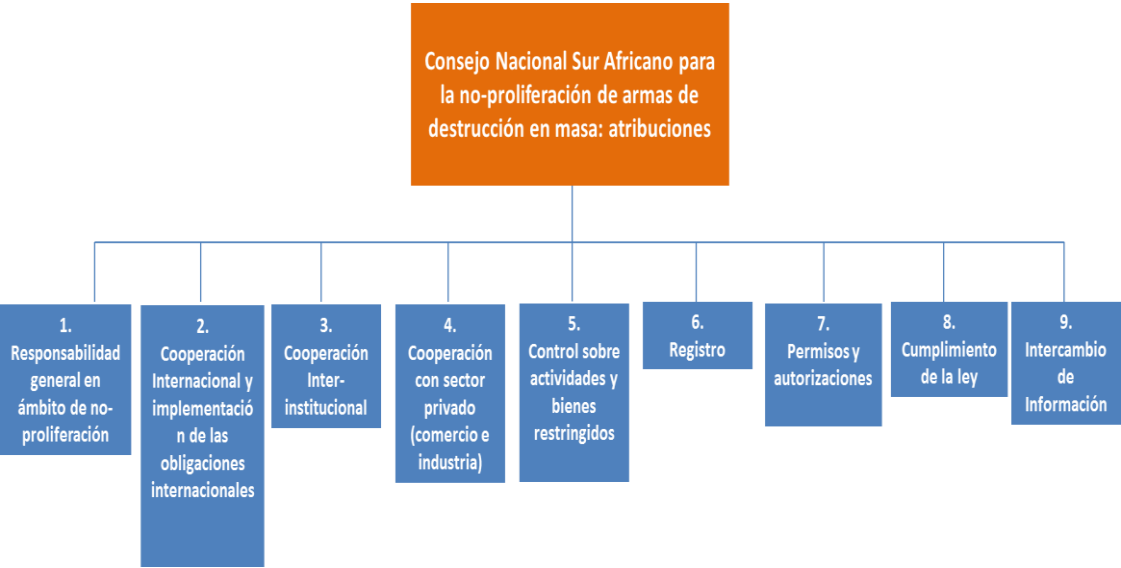 Consejo Nacional Sur Africano para
la no-proliferación de armas de
destrucción en masa: atribuciones
1.
Responsabilidad
general en
ámbito de no-
proliferación
2.
Cooperación
Internacional y
implementació
n de las
obligaciones
internacionales
3.
Cooperación
Inter-
institucional
4.
Cooperación
con sector
privado
(comercio e
industria)
5.
Control sobre
actividades y
bienes
restringidos
6.
Registro
7.
Permisos y
autorizaciones
8.
Cumplimiento
de la ley
9.
Intercambio
de
Información